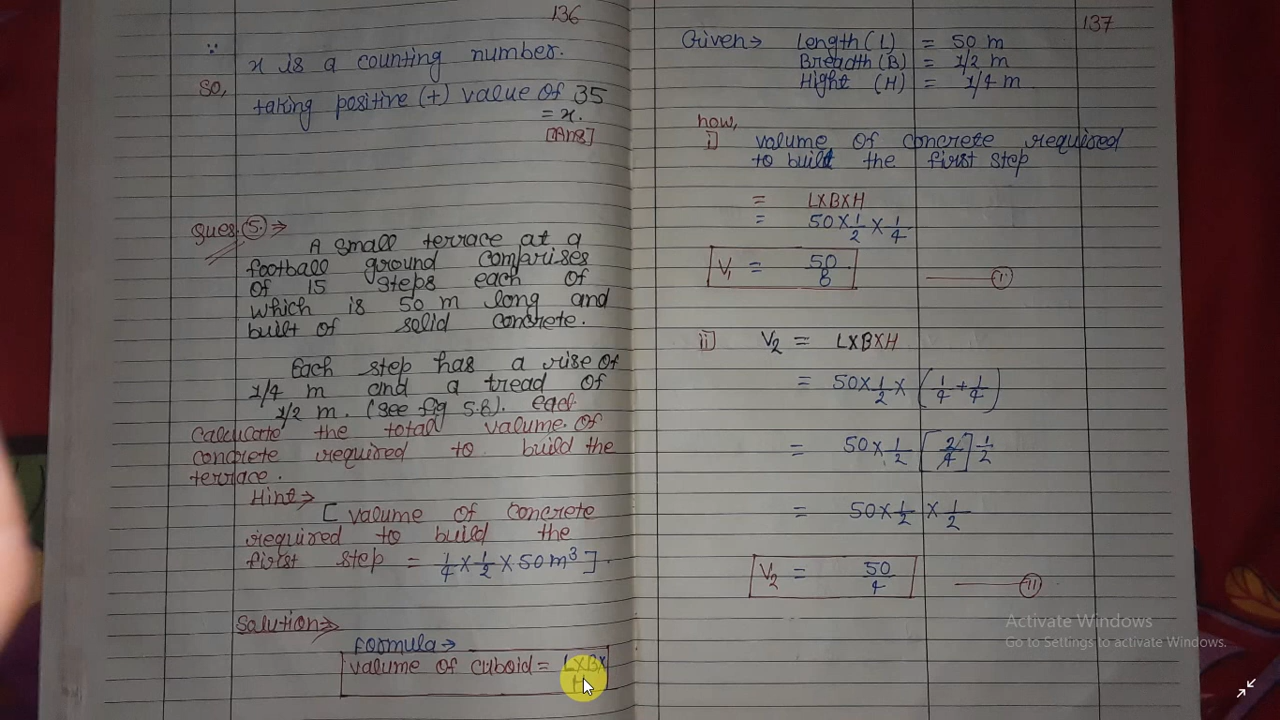 136
∵
x is a counting number.
So,
taking positive (+) value of 35
= x.
[Ans]
Ques. 5. ⇒
A small terrace at a
football ground comprises
of 15 steps each of
which is 50 m long and
built of solid concrete.
Each step has a rise of
1/4 m and a tread of
1/2 m. (see fig 5.8).
Calculate the total volume of
concrete required to build the
terrace.
Hint→
[ volume of concrete
required to build the
first step = 1/4 × 1/2 × 50 m³ ].
Solution→
Formula→
Volume of cuboid = L×B×
H
137
Given→ Length (L) = 50 m
Breadth (B) = 1/2 m
Hight (H) = 1/4 m
now,
i] volume of concrete required
to build the first step
= L×B×H
= 50 × 1/2 × 1/4
V₁ = 50/8 —— (i)
ii] V₂ = L×B×H
= 50 × 1/2 × (1/4 + 1/4)
= 50 × 1/2 [2/4] 1/2
= 50 × 1/2 × 1/2
V₂ = 50/4 —— (ii)
Activate Windows
Go to Settings to activate Windows.